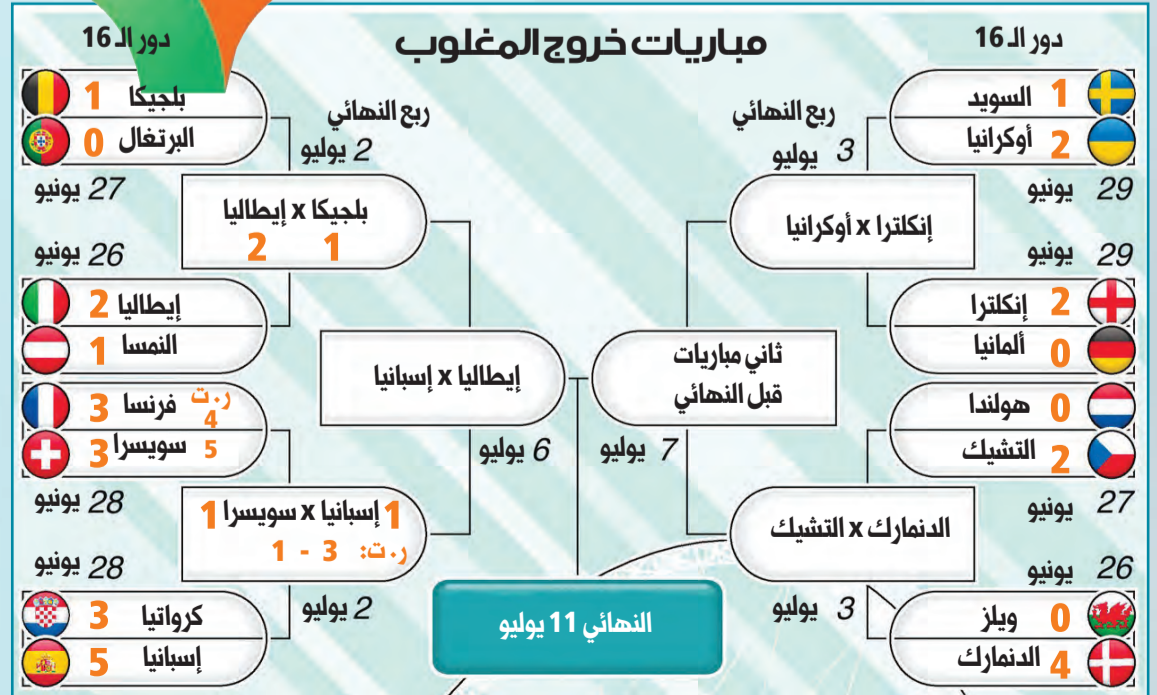 مباريات خروج المغلوب
دور الـ 16
السويد 1
أوكرانيا 2
29 يونيو
29 يونيو
إنكلترا 2
ألمانيا 0
هولندا 0
التشيك 2
27 يونيو
26 يونيو
ويلز 0
الدنمارك 4
ربع النهائي
3 يوليو
إنكلترا x أوكرانيا
الدنمارك x التشيك
3 يوليو
ثاني مباريات
قبل النهائي
7 يوليو
دور الـ 16
بلجيكا 1
البرتغال 0
27 يونيو
26 يونيو
إيطاليا 2
النمسا 1
ر.ت
فرنسا 3
4
5 سويسرا 3
28 يونيو
28 يونيو
كرواتيا 3
إسبانيا 5
ربع النهائي
2 يوليو
بلجيكا x إيطاليا
1 2
1 إسبانيا x سويسرا 1
ر.ت: 3 - 1
2 يوليو
إيطاليا x إسبانيا
6 يوليو
النهائي 11 يوليو